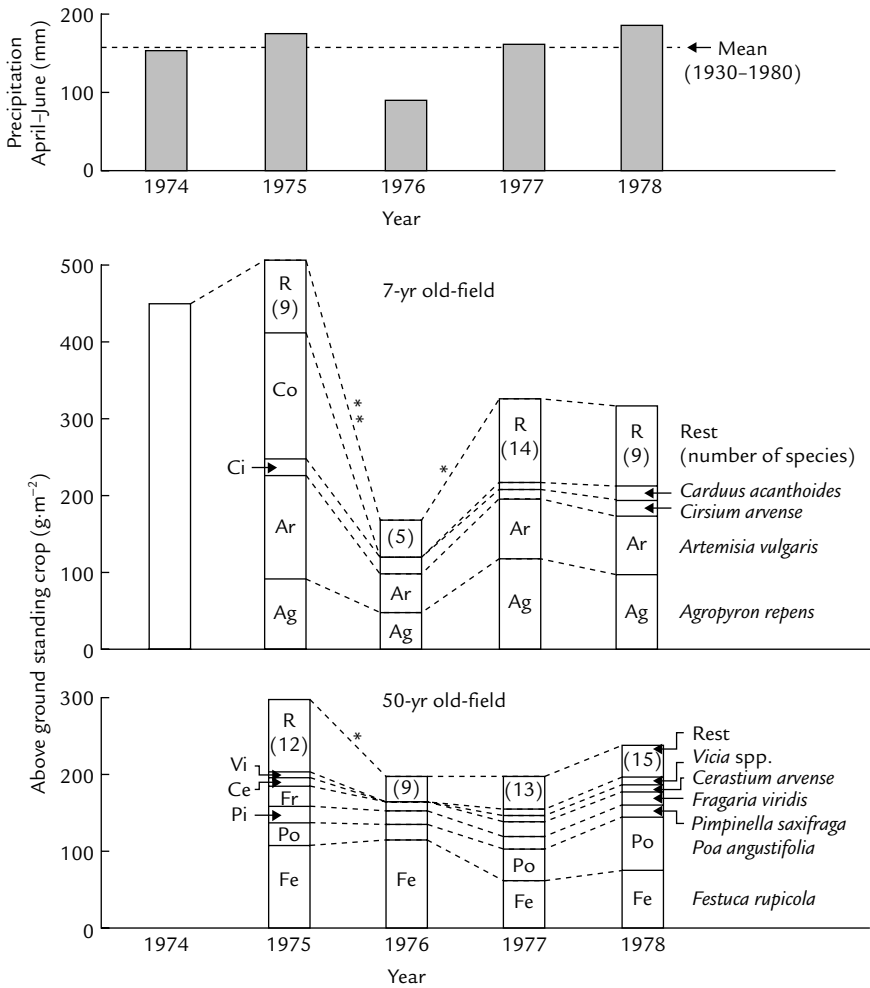 Precipitation
April–June (mm)
200
100
0
Mean
(1930–1980)
1974 1975 1976 1977 1978
Year
Above ground standing crop (g·m⁻²)
500
400
300
200
100
0
7-yr old-field
R
(9)
Co
Ci
Ar
Ag
*
*
(5)
Ar
Ag
*
R
(14)
Ar
Ag
R
(9)
Ar
Ag
Rest
(number of species)
Carduus acanthoides
Cirsium arvense
Artemisia vulgaris
Agropyron repens
300
200
100
0
50-yr old-field
R
(12)
Vi
Ce
Fr
Pi
Po
Fe
*
(9)
Fe
(13)
Po
Fe
(15)
Po
Fe
Rest
Vicia spp.
Cerastium arvense
Fragaria viridis
Pimpinella saxifraga
Poa angustifolia
Festuca rupicola
1974 1975 1976 1977 1978
Year